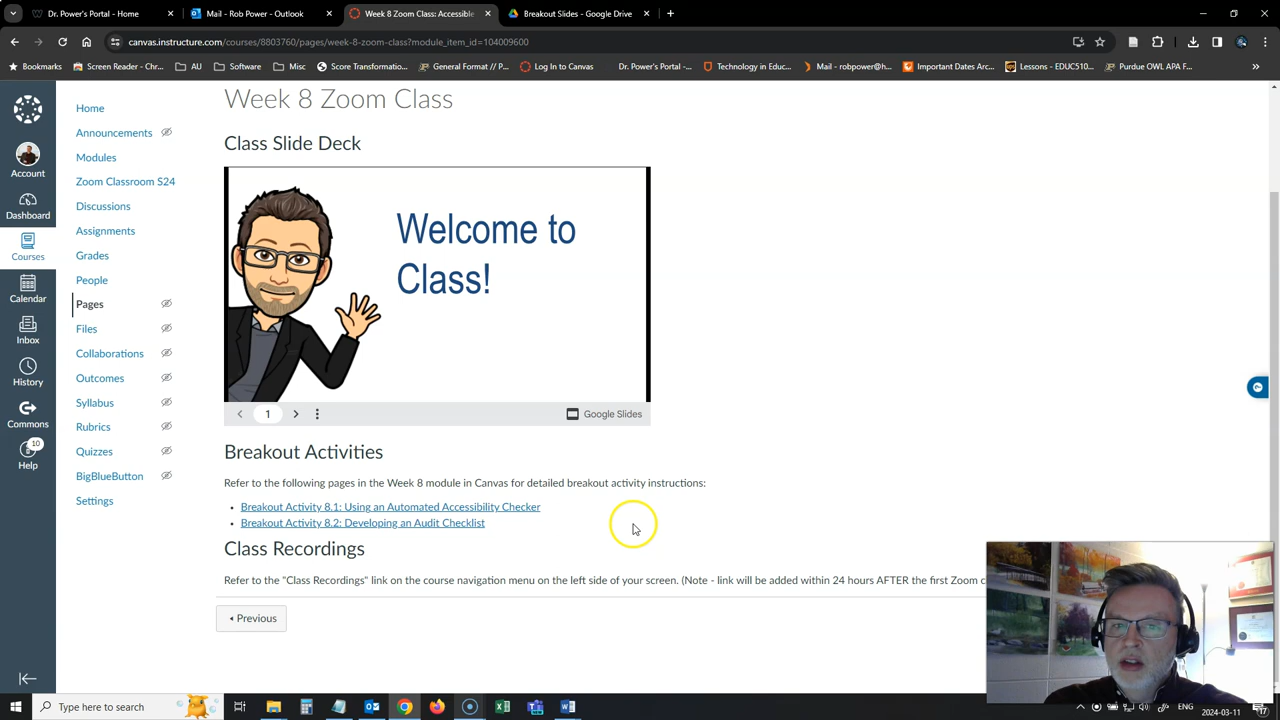 Dr. Power's Portal - Home
Mail - Rob Power - Outlook
Week 8 Zoom Class: Accessible
Breakout Slides - Google Drive
canvas.instructure.com/courses/8803760/pages/week-8-zoom-class?module_item_id=104009600
Bookmarks
Screen Reader - Chr...
AU
Software
Misc
Score Transformation...
Grade Calculator - G...
Log In to Canvas
Dr. Power's Portal -...
Technology in Educ...
Mail - robpower@h...
Important Dates Arc...
Lessons - EDUC510...
Purdue OWL APA F...
Account
Dashboard
Courses
Calendar
Inbox
History
Commons
10
Help
Home
Announcements
Modules
Zoom Classroom S24
Discussions
Assignments
Grades
People
Pages
Files
Collaborations
Outcomes
Syllabus
Rubrics
Quizzes
BigBlueButton
Settings
Week 8 Zoom Class
Class Slide Deck
Welcome to
Class!
1
Google Slides
Breakout Activities
Refer to the following pages in the Week 8 module in Canvas for detailed breakout activity instructions:
Breakout Activity 8.1: Using an Automated Accessibility Checker
Breakout Activity 8.2: Developing an Audit Checklist
Class Recordings
Refer to the "Class Recordings" link on the course navigation menu on the left side of your screen. (Note - link will be added within 24 hours AFTER the first Zoom c
Previous
Type here to search
ENG
2024-03-11
17